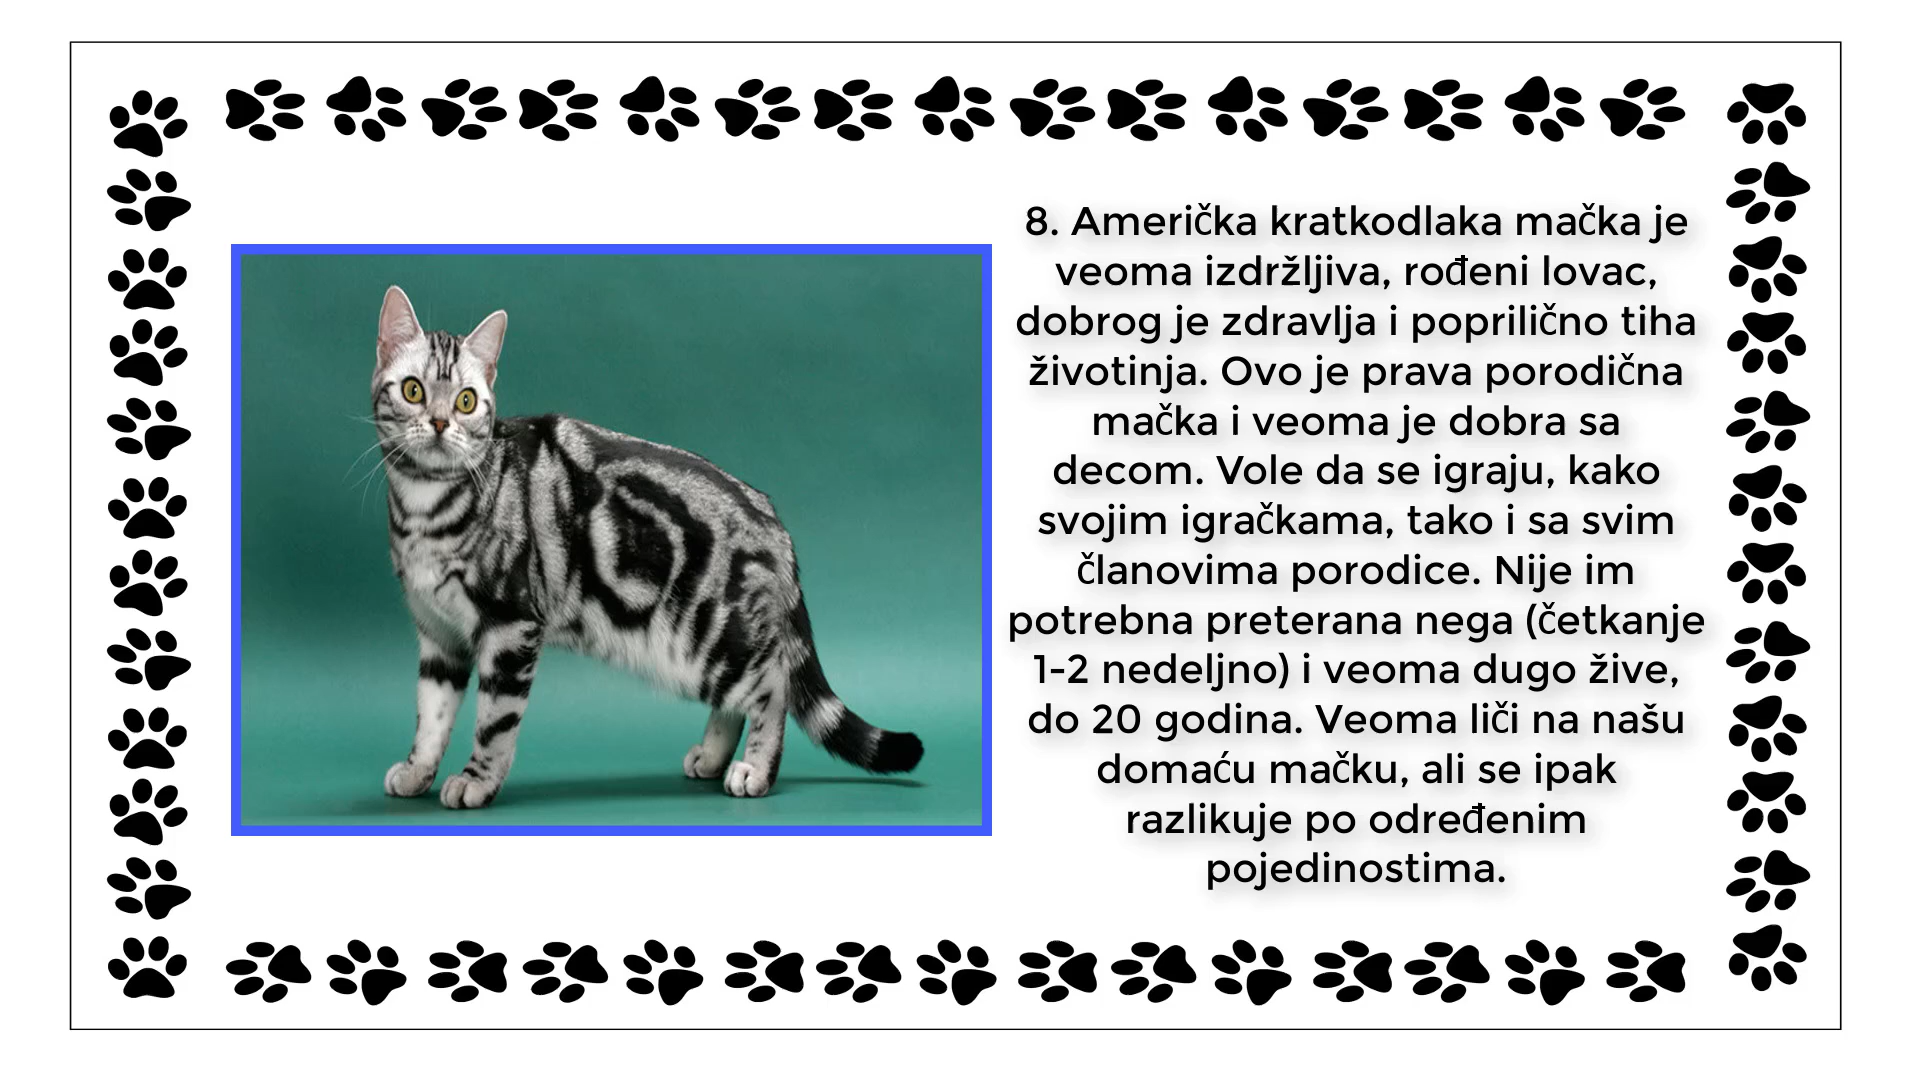 8. Američka kratkodlaka mačka je
veoma izdržljiva, rođeni lovac,
dobrog je zdravlja i poprilično tiha
životinja. Ovo je prava porodična
mačka i veoma je dobra sa
decom. Vole da se igraju, kako
svojim igračkama, tako i sa svim
članovima porodice. Nije im
potrebna preterana nega (četkanje
1-2 nedeljno) i veoma dugo žive,
do 20 godina. Veoma liči na našu
domaću mačku, ali se ipak
razlikuje po određenim
pojedinostima.